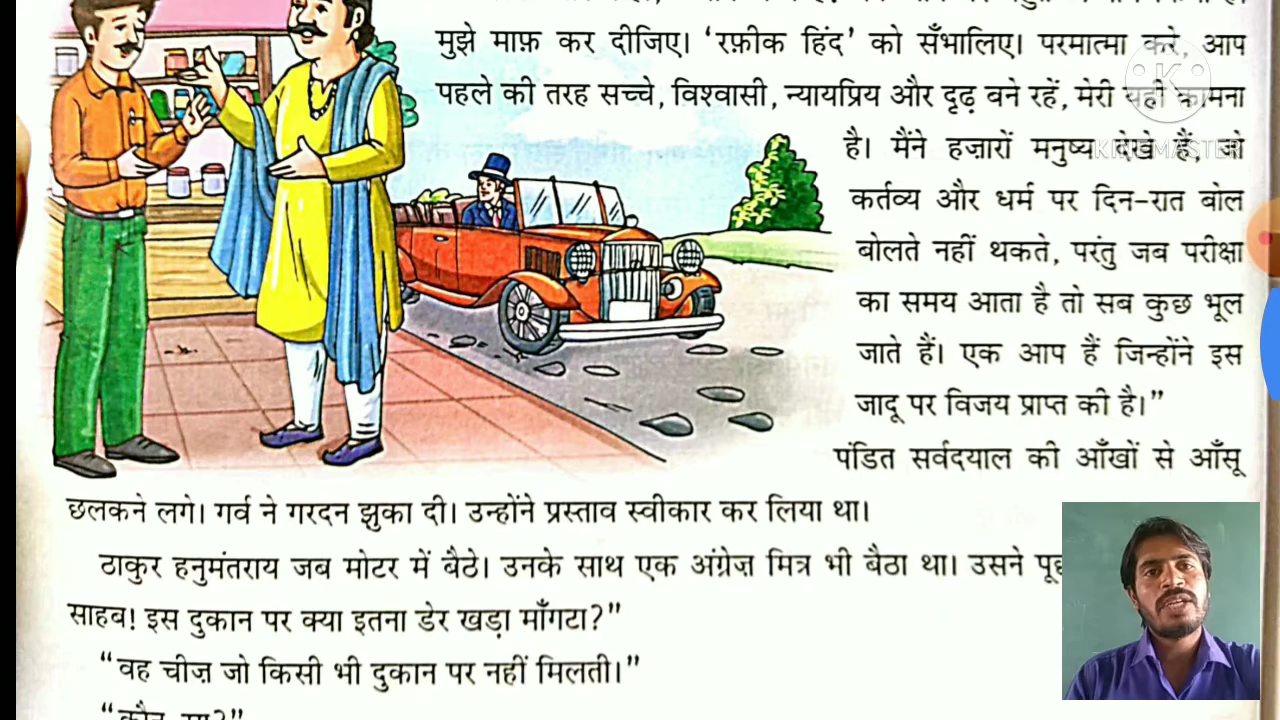 मुझे माफ़ कर दीजिए। ‘रफ़ीक हिंद’ को सँभालिए। परमात्मा करे, आप
पहले की तरह सच्चे, विश्वासी, न्यायप्रिय और दृढ़ बने रहें, मेरी यही कामना
है। मैंने हज़ारों मनुष्य देखे हैं, जो
कर्तव्य और धर्म पर दिन-रात बोल
बोलते नहीं थकते, परंतु जब परीक्षा
का समय आता है तो सब कुछ भूल
जाते हैं। एक आप हैं जिन्होंने इस
जादू पर विजय प्राप्त की है।”
पंडित सर्वदयाल की आँखों से आँसू
छलकने लगे। गर्व ने गरदन झुका दी। उन्होंने प्रस्ताव स्वीकार कर लिया था।
ठाकुर हनुमंतराय जब मोटर में बैठे। उनके साथ एक अंग्रेज़ मित्र भी बैठा था। उसने
साहब! इस दुकान पर क्या इतना डेर खड़ा माँगटा?”
“वह चीज़ जो किसी भी दुकान पर नहीं मिलती।”
KINEMASTER